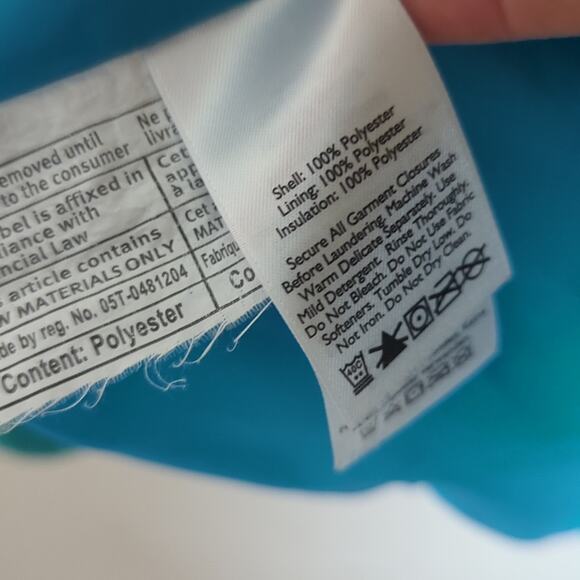 emoved until
to the consumer
bel is affixed in
liance with
ncial Law
s article contains
W MATERIALS ONLY
de by reg. No. 05T-0481204
Content: Polyester
Ne
livra
Cet
app
à la
Cet
MAT
Fabriqu
Co
Shell: 100% Polyester
Lining: 100% Polyester
Insulation: 100% Polyester
Secure All Garment Closures
Before Laundering. Machine Wash
Warm Delicate Separately. Use
Mild Detergent. Rinse Thoroughly.
Do Not Bleach. Do Not Use Fabric
Softeners. Tumble Dry Low. Do
Not Iron. Do Not Dry Clean.
40C